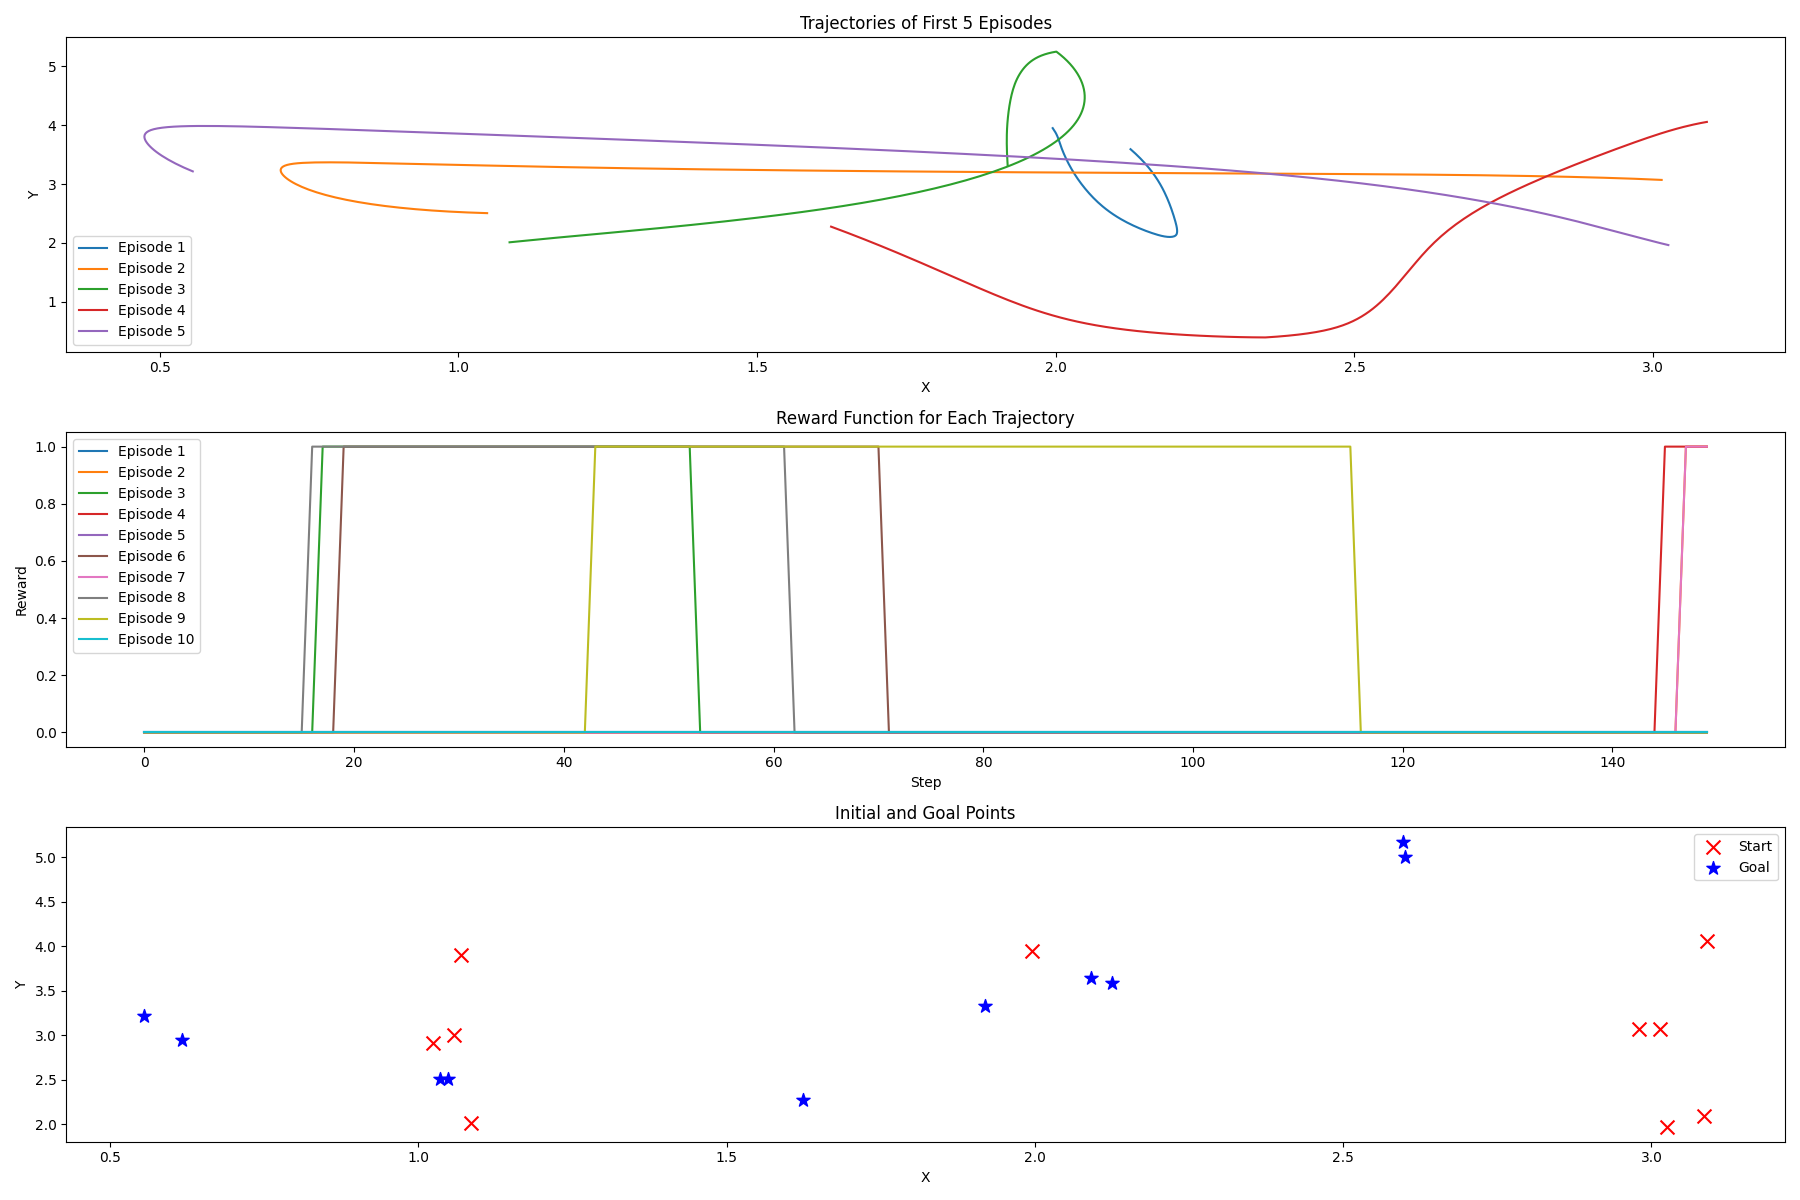 Trajectories of First 5 Episodes
Y
5
4
3
2
1
Episode 1
Episode 2
Episode 3
Episode 4
Episode 5
0.5
1.0
1.5
2.0
2.5
3.0
X
Reward Function for Each Trajectory
Reward
1.0
0.8
0.6
0.4
0.2
0.0
Episode 1
Episode 2
Episode 3
Episode 4
Episode 5
Episode 6
Episode 7
Episode 8
Episode 9
Episode 10
0
20
40
60
80
100
120
140
Step
Initial and Goal Points
Y
5.0
4.5
4.0
3.5
3.0
2.5
2.0
Start
Goal
0.5
1.0
1.5
2.0
2.5
3.0
X